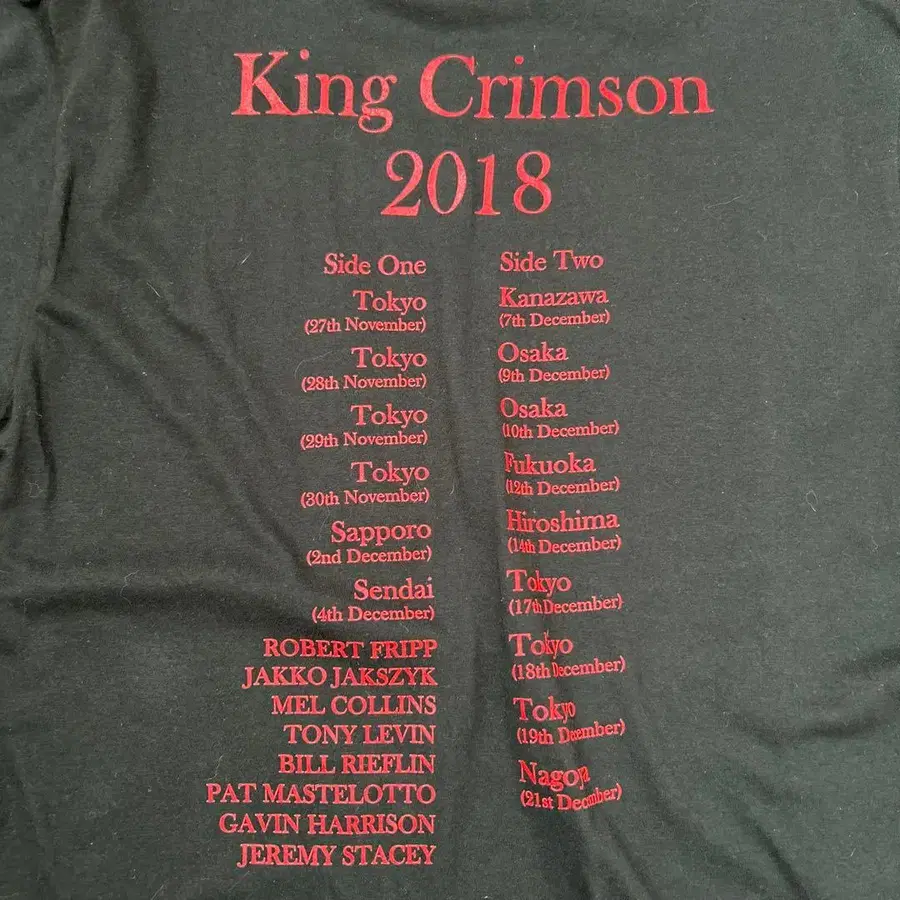 King Crimson
2018
Side One
Tokyo
(27th November)
Tokyo
(28th November)
Tokyo
(29th November)
Tokyo
(30th November)
Sapporo
(2nd December)
Sendai
(4th December)
ROBERT FRIPP
JAKKO JAKSZYK
MEL COLLINS
TONY LEVIN
BILL RIEFLIN
PAT MASTELOTTO
GAVIN HARRISON
JEREMY STACEY
Side Two
Kanazawa
(7th December)
Osaka
(9th December)
Osaka
(10th December)
Fukuoka
(12th December)
Hiroshima
(14th December)
Tokyo
(17th December)
Tokyo
(18th December)
Tokyo
(19th December)
Nagoya
(21st December)